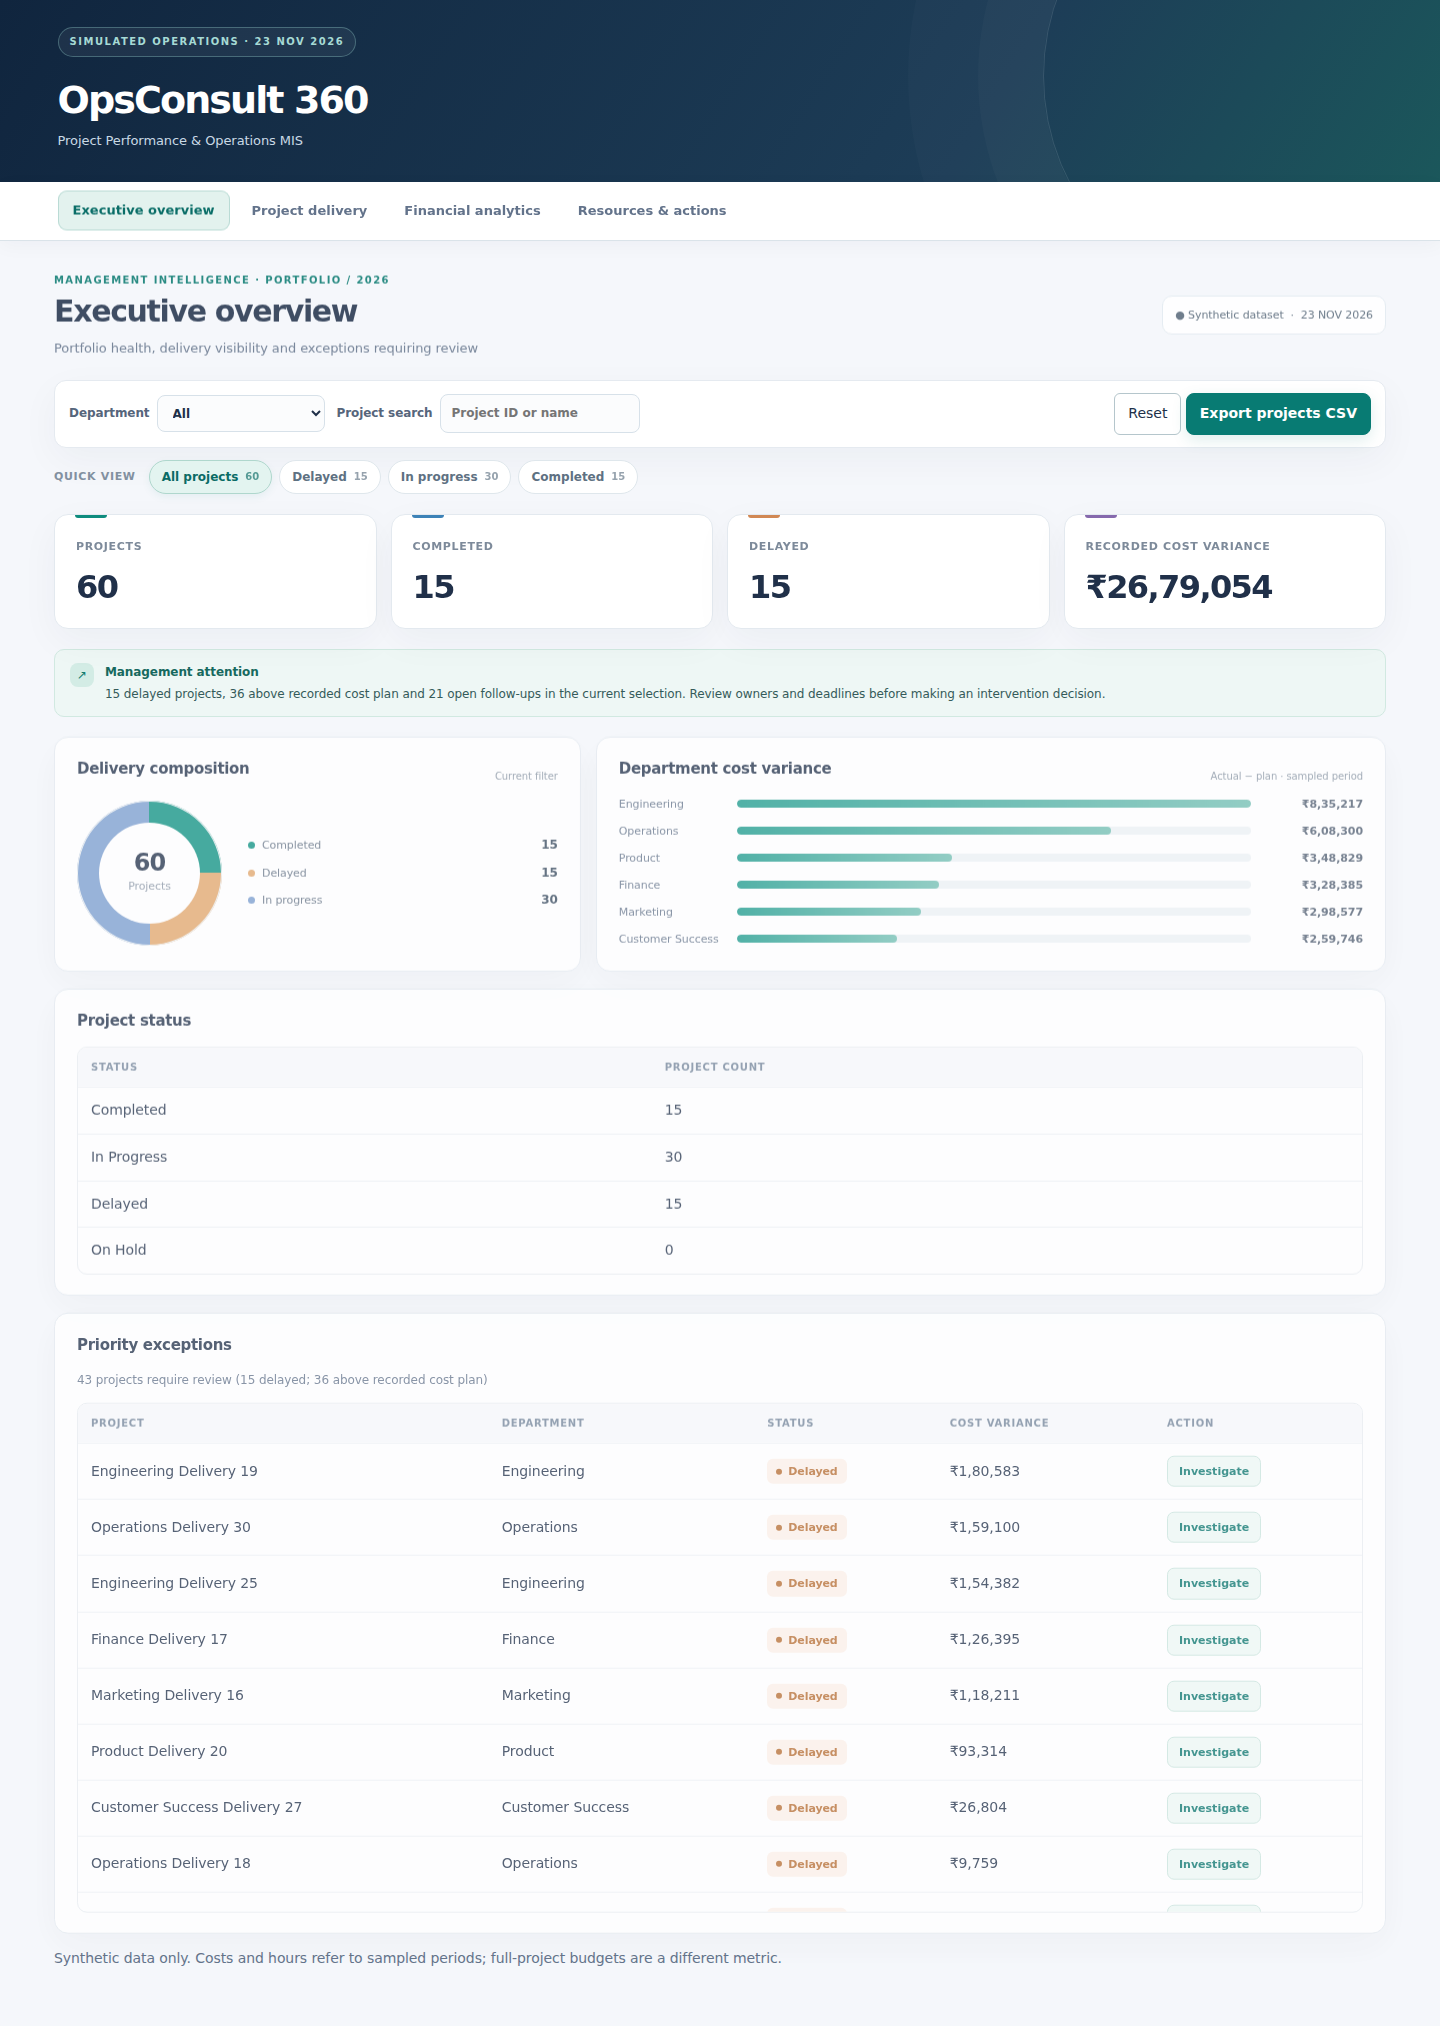 SIMULATED OPERATIONS · 23 NOV 2026
OpsConsult 360
Project Performance & Operations MIS
Executive overview Project delivery Financial analytics Resources & actions
MANAGEMENT INTELLIGENCE · PORTFOLIO / 2026
Executive overview
● Synthetic dataset · 23 NOV 2026
Portfolio health, delivery visibility and exceptions requiring review
Department All Project search Project ID or name Reset Export projects CSV
QUICK VIEW All projects 60 Delayed 15 In progress 30 Completed 15
PROJECTS COMPLETED DELAYED RECORDED COST VARIANCE
60 15 15 ₹26,79,054
↗ Management attention
15 delayed projects, 36 above recorded cost plan and 21 open follow-ups in the current selection. Review owners and deadlines before making an intervention decision.
Delivery composition
Current filter
60
Projects
Completed 15
Delayed 15
In progress 30
Department cost variance
Actual − plan · sampled period
Engineering ₹8,35,217
Operations ₹6,08,300
Product ₹3,48,829
Finance ₹3,28,385
Marketing ₹2,98,577
Customer Success ₹2,59,746
Project status
STATUS PROJECT COUNT
Completed 15
In Progress 30
Delayed 15
On Hold 0
Priority exceptions
43 projects require review (15 delayed; 36 above recorded cost plan)
PROJECT DEPARTMENT STATUS COST VARIANCE ACTION
Engineering Delivery 19 Engineering Delayed ₹1,80,583 Investigate
Operations Delivery 30 Operations Delayed ₹1,59,100 Investigate
Engineering Delivery 25 Engineering Delayed ₹1,54,382 Investigate
Finance Delivery 17 Finance Delayed ₹1,26,395 Investigate
Marketing Delivery 16 Marketing Delayed ₹1,18,211 Investigate
Product Delivery 20 Product Delayed ₹93,314 Investigate
Customer Success Delivery 27 Customer Success Delayed ₹26,804 Investigate
Operations Delivery 18 Operations Delayed ₹9,759 Investigate
Synthetic data only. Costs and hours refer to sampled periods; full-project budgets are a different metric.